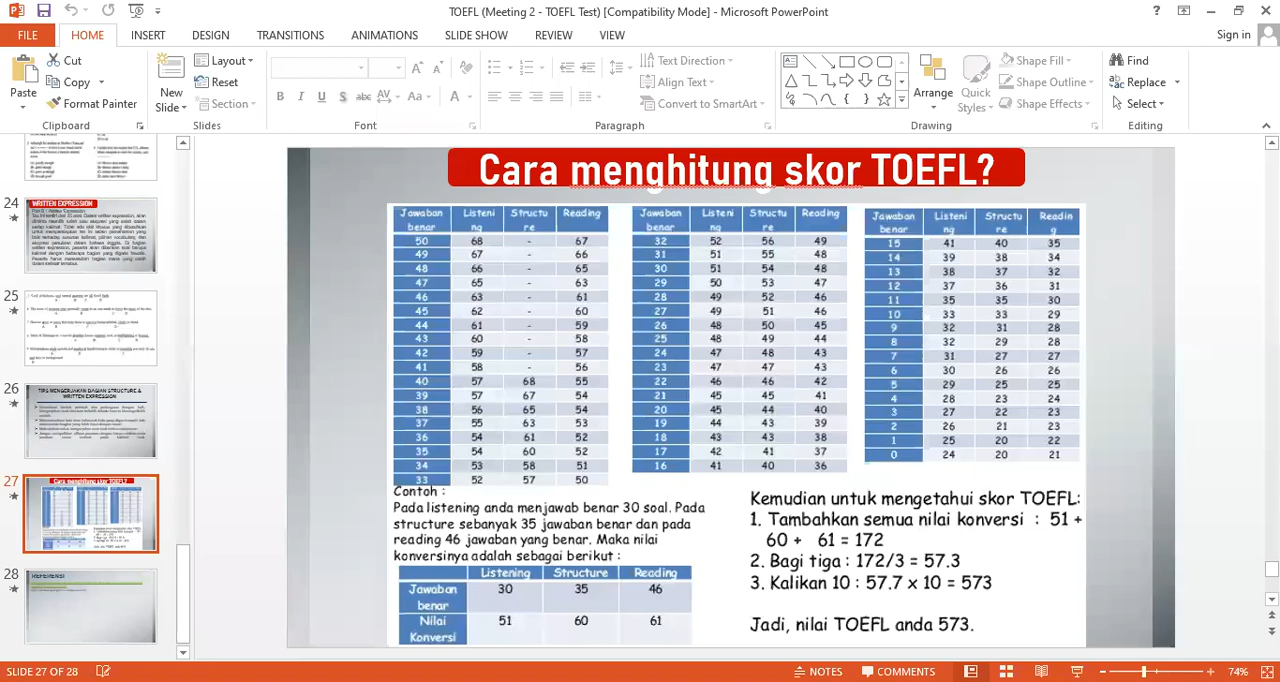 TOEFL (Meeting 2 - TOEFL Test) [Compatibility Mode] - Microsoft PowerPoint
FILE HOME INSERT DESIGN TRANSITIONS ANIMATIONS SLIDE SHOW REVIEW VIEW Sign in
Paste
Cut
Copy
Format Painter
Clipboard
New Slide
Layout
Reset
Section
Slides
Font
Text Direction
Align Text
Convert to SmartArt
Paragraph
Arrange
Quick Styles
Shape Fill
Shape Outline
Shape Effects
Drawing
Find
Replace
Select
Editing
24
WRITTEN EXPRESSION
25
26
TIPS MENGERJAKAN BAGIAN STRUCTURE &
WRITTEN EXPRESSION
27
28
REFERENSI
Cara menghitung skor TOEFL?
Jawaban benar Listening Structure Reading
50 68 - 67
49 67 - 66
48 66 - 65
47 65 - 63
46 63 - 61
45 62 - 60
44 61 - 59
43 60 - 58
42 59 - 57
41 58 - 56
40 57 68 55
39 57 67 54
38 56 65 54
37 55 63 53
36 54 61 52
35 54 60 52
34 53 58 51
33 52 57 50
Jawaban benar Listening Structure Reading
32 52 56 49
31 51 55 48
30 51 54 48
29 50 53 47
28 49 52 46
27 49 51 46
26 48 50 45
25 48 49 44
24 47 48 43
23 47 47 43
22 46 46 42
21 45 45 41
20 45 44 40
19 44 43 39
18 43 43 38
17 42 41 37
16 41 40 36
Jawaban benar Listening Structure Reading
15 41 40 35
14 39 38 34
13 38 37 32
12 37 36 31
11 35 35 30
10 33 33 29
9 32 31 28
8 32 29 28
7 31 27 27
6 30 26 26
5 29 25 25
4 28 23 24
3 27 22 23
2 26 21 23
1 25 20 22
0 24 20 21
Contoh :
Pada listening anda menjawab benar 30 soal. Pada
structure sebanyak 35 jawaban benar dan pada
reading 46 jawaban yang benar. Maka nilai
konversinya adalah sebagai berikut :
Listening Structure Reading
Jawaban benar 30 35 46
Nilai Konversi 51 60 61
Kemudian untuk mengetahui skor TOEFL:
1. Tambahkan semua nilai konversi : 51 +
60 + 61 = 172
2. Bagi tiga : 172/3 = 57.3
3. Kalikan 10 : 57.7 x 10 = 573
Jadi, nilai TOEFL anda 573.
SLIDE 27 OF 28 NOTES COMMENTS 74%